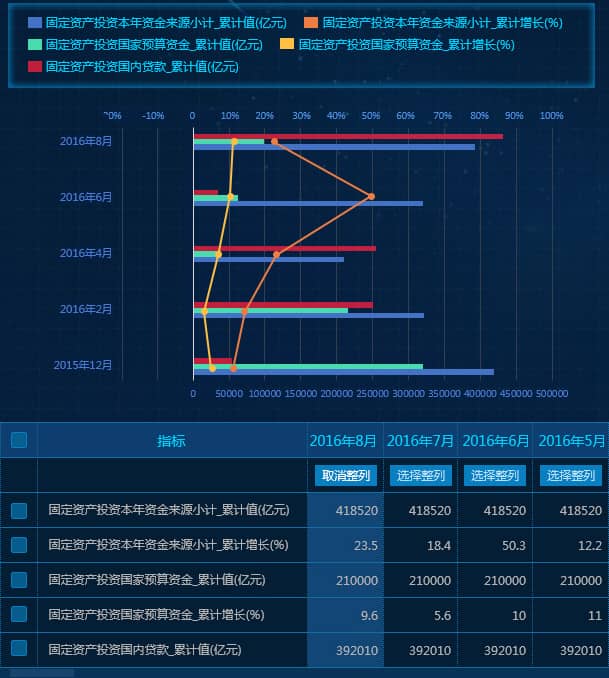 固定资产投资本年资金来源小计_累计值(亿元) 固定资产投资本年资金来源小计_累计增长(%)
固定资产投资国家预算资金_累计值(亿元) 固定资产投资国家预算资金_累计增长(%)
固定资产投资国内贷款_累计值(亿元)
-10% 0 10% 20% 30% 40% 50% 60% 70% 80% 90% 100%
2016年8月
2016年6月
2016年4月
2016年2月
2015年12月
0 50000 100000 150000 200000 250000 300000 350000 400000 450000 500000
指标 2016年8月 2016年7月 2016年6月 2016年5月
取消整列 选择整列 选择整列 选择整列
固定资产投资本年资金来源小计_累计值(亿元) 418520 418520 418520 418520
固定资产投资本年资金来源小计_累计增长(%) 23.5 18.4 50.3 12.2
固定资产投资国家预算资金_累计值(亿元) 210000 210000 210000 210000
固定资产投资国家预算资金_累计增长(%) 9.6 5.6 10 11
固定资产投资国内贷款_累计值(亿元) 392010 392010 392010 392010